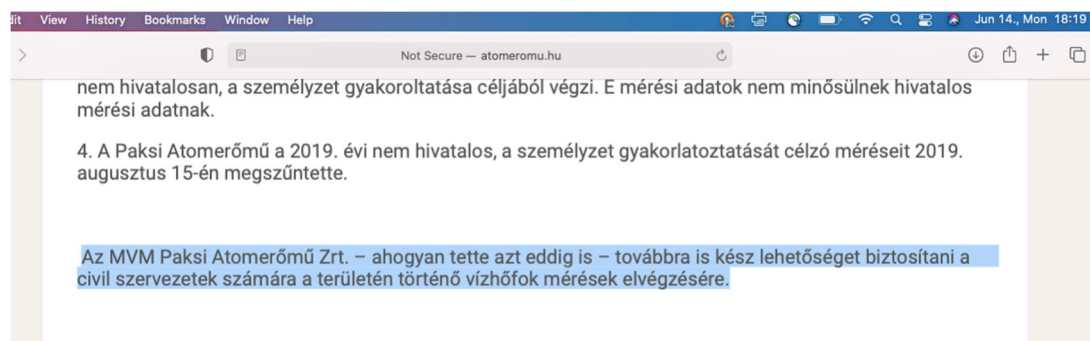 dit View History Bookmarks Window Help Jun 14., Mon 18:19
Not Secure — atomeromu.hu
nem hivatalosan, a személyzet gyakoroltatása céljából végzi. E mérési adatok nem minősülnek hivatalos
mérési adatnak.
4. A Paksi Atomerőmű a 2019. évi nem hivatalos, a személyzet gyakorlatoztatását célzó méréseit 2019.
augusztus 15-én megszűntette.
Az MVM Paksi Atomerőmű Zrt. – ahogyan tette azt eddig is – továbbra is kész lehetőséget biztosítani a
civil szervezetek számára a területén történő vízhőfok mérések elvégzésére.